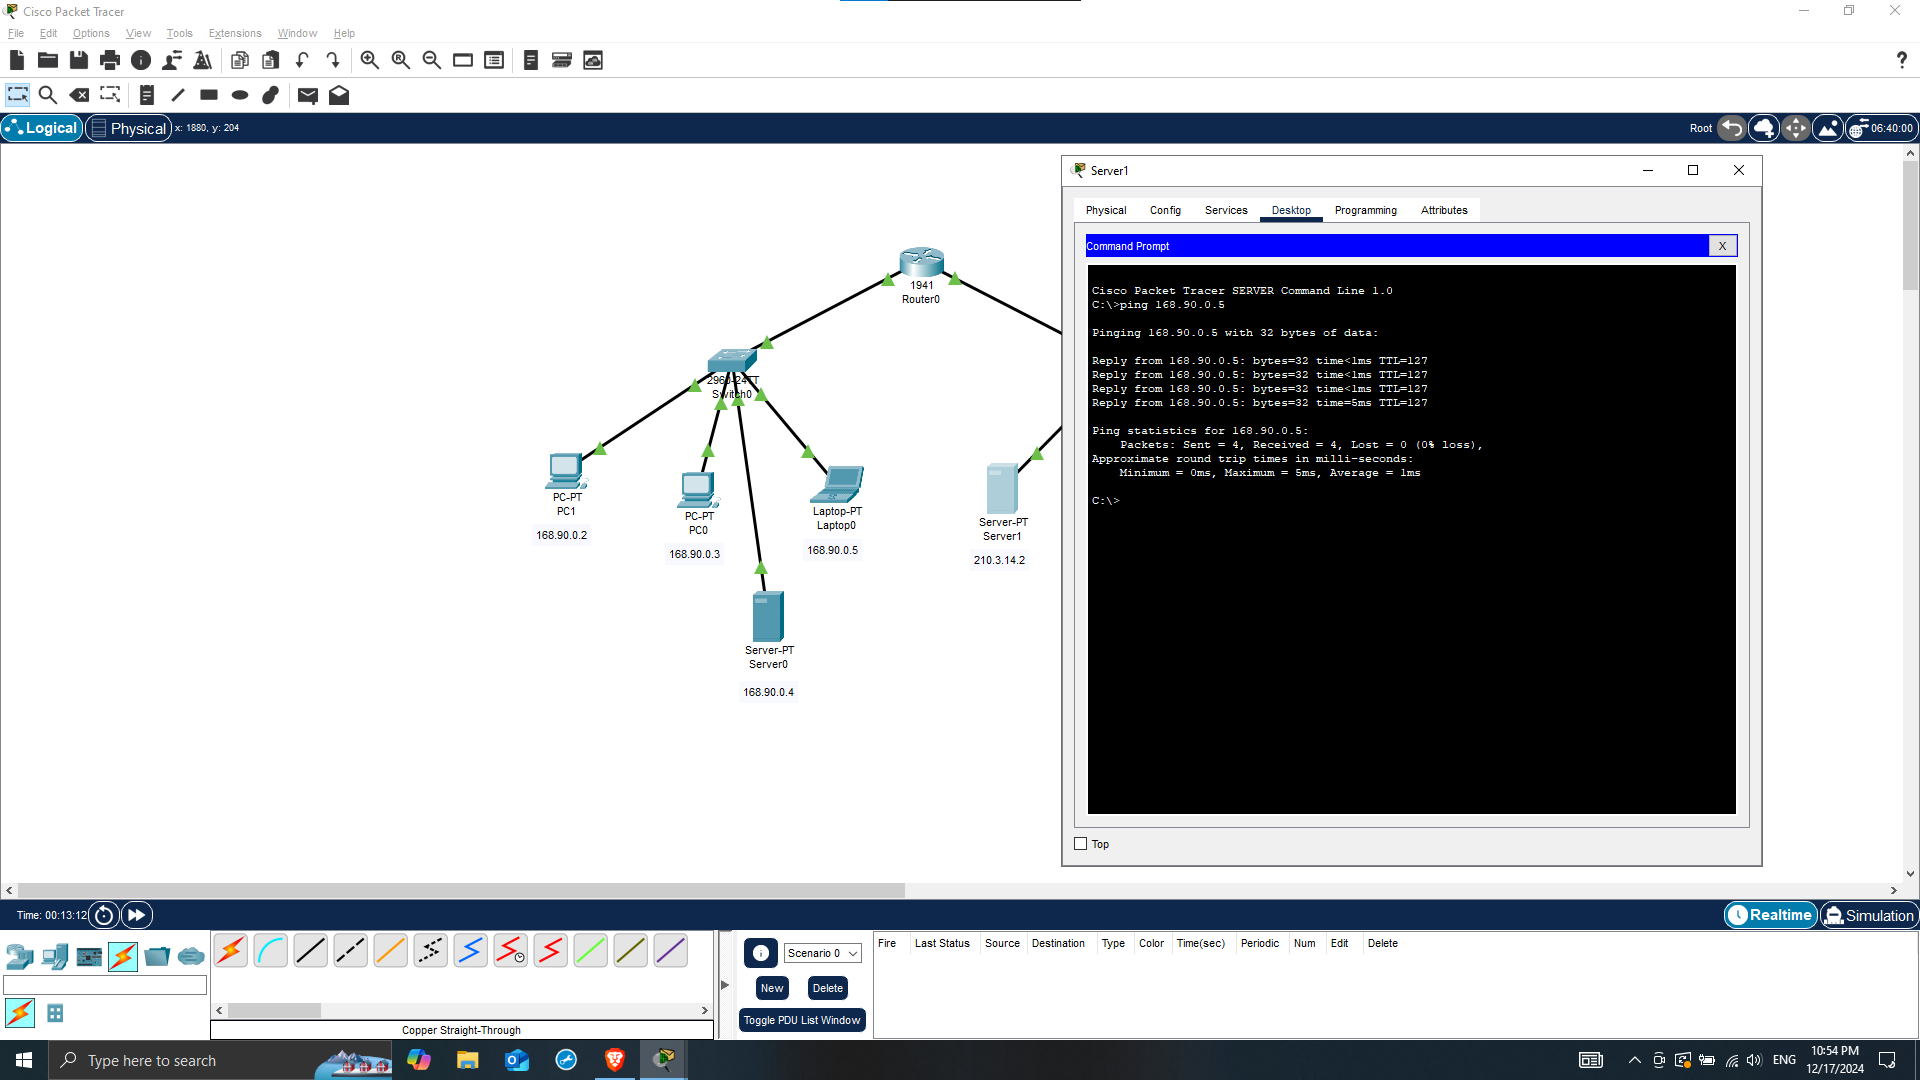 Cisco Packet Tracer
File Edit Options View Tools Extensions Window Help
Logical Physical x: 1880, y: 204 Root 06:40:00
Server1
Physical Config Services Desktop Programming Attributes
Command Prompt X
Cisco Packet Tracer SERVER Command Line 1.0
C:\>ping 168.90.0.5
Pinging 168.90.0.5 with 32 bytes of data:
Reply from 168.90.0.5: bytes=32 time<1ms TTL=127
Reply from 168.90.0.5: bytes=32 time<1ms TTL=127
Reply from 168.90.0.5: bytes=32 time<1ms TTL=127
Reply from 168.90.0.5: bytes=32 time=5ms TTL=127
Ping statistics for 168.90.0.5:
Packets: Sent = 4, Received = 4, Lost = 0 (0% loss),
Approximate round trip times in milli-seconds:
Minimum = 0ms, Maximum = 5ms, Average = 1ms
C:\>
Top
1941
Router0
2960-24TT
Switch0
PC-PT
PC1
168.90.0.2
PC-PT
PC0
168.90.0.3
Laptop-PT
Laptop0
168.90.0.5
Server-PT
Server1
210.3.14.2
Server-PT
Server0
168.90.0.4
Time: 00:13:12 Realtime Simulation
Scenario 0
New Delete
Toggle PDU List Window
Fire Last Status Source Destination Type Color Time(sec) Periodic Num Edit Delete
Copper Straight-Through
Type here to search
ENG
10:54 PM
12/17/2024